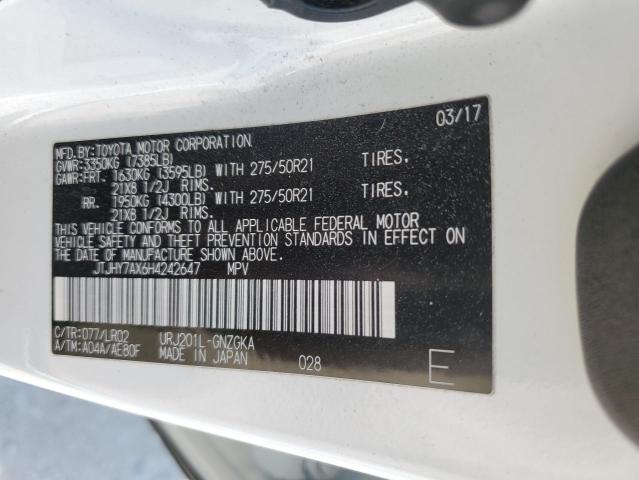 03/17
MFD. BY: TOYOTA MOTOR CORPORATION
GVWR: 3350KG (7385LB)
GAWR: FRT. 1630KG (3595LB) WITH 275/50R21 TIRES.
21X8 1/2J RIMS.
RR. 1950KG (4300LB) WITH 275/50R21 TIRES.
21X8 1/2J RIMS.
THIS VEHICLE CONFORMS TO ALL APPLICABLE FEDERAL MOTOR
VEHICLE SAFETY AND THEFT PREVENTION STANDARDS IN EFFECT ON
THE DATE OF MANUFACTURE SHOWN ABOVE.
JTJHY7AX6H4242647 MPV
C/TR: 077/LR02 URJ201L-GNZGKA
A/TM: A04A/AE80F MADE IN JAPAN 028 E